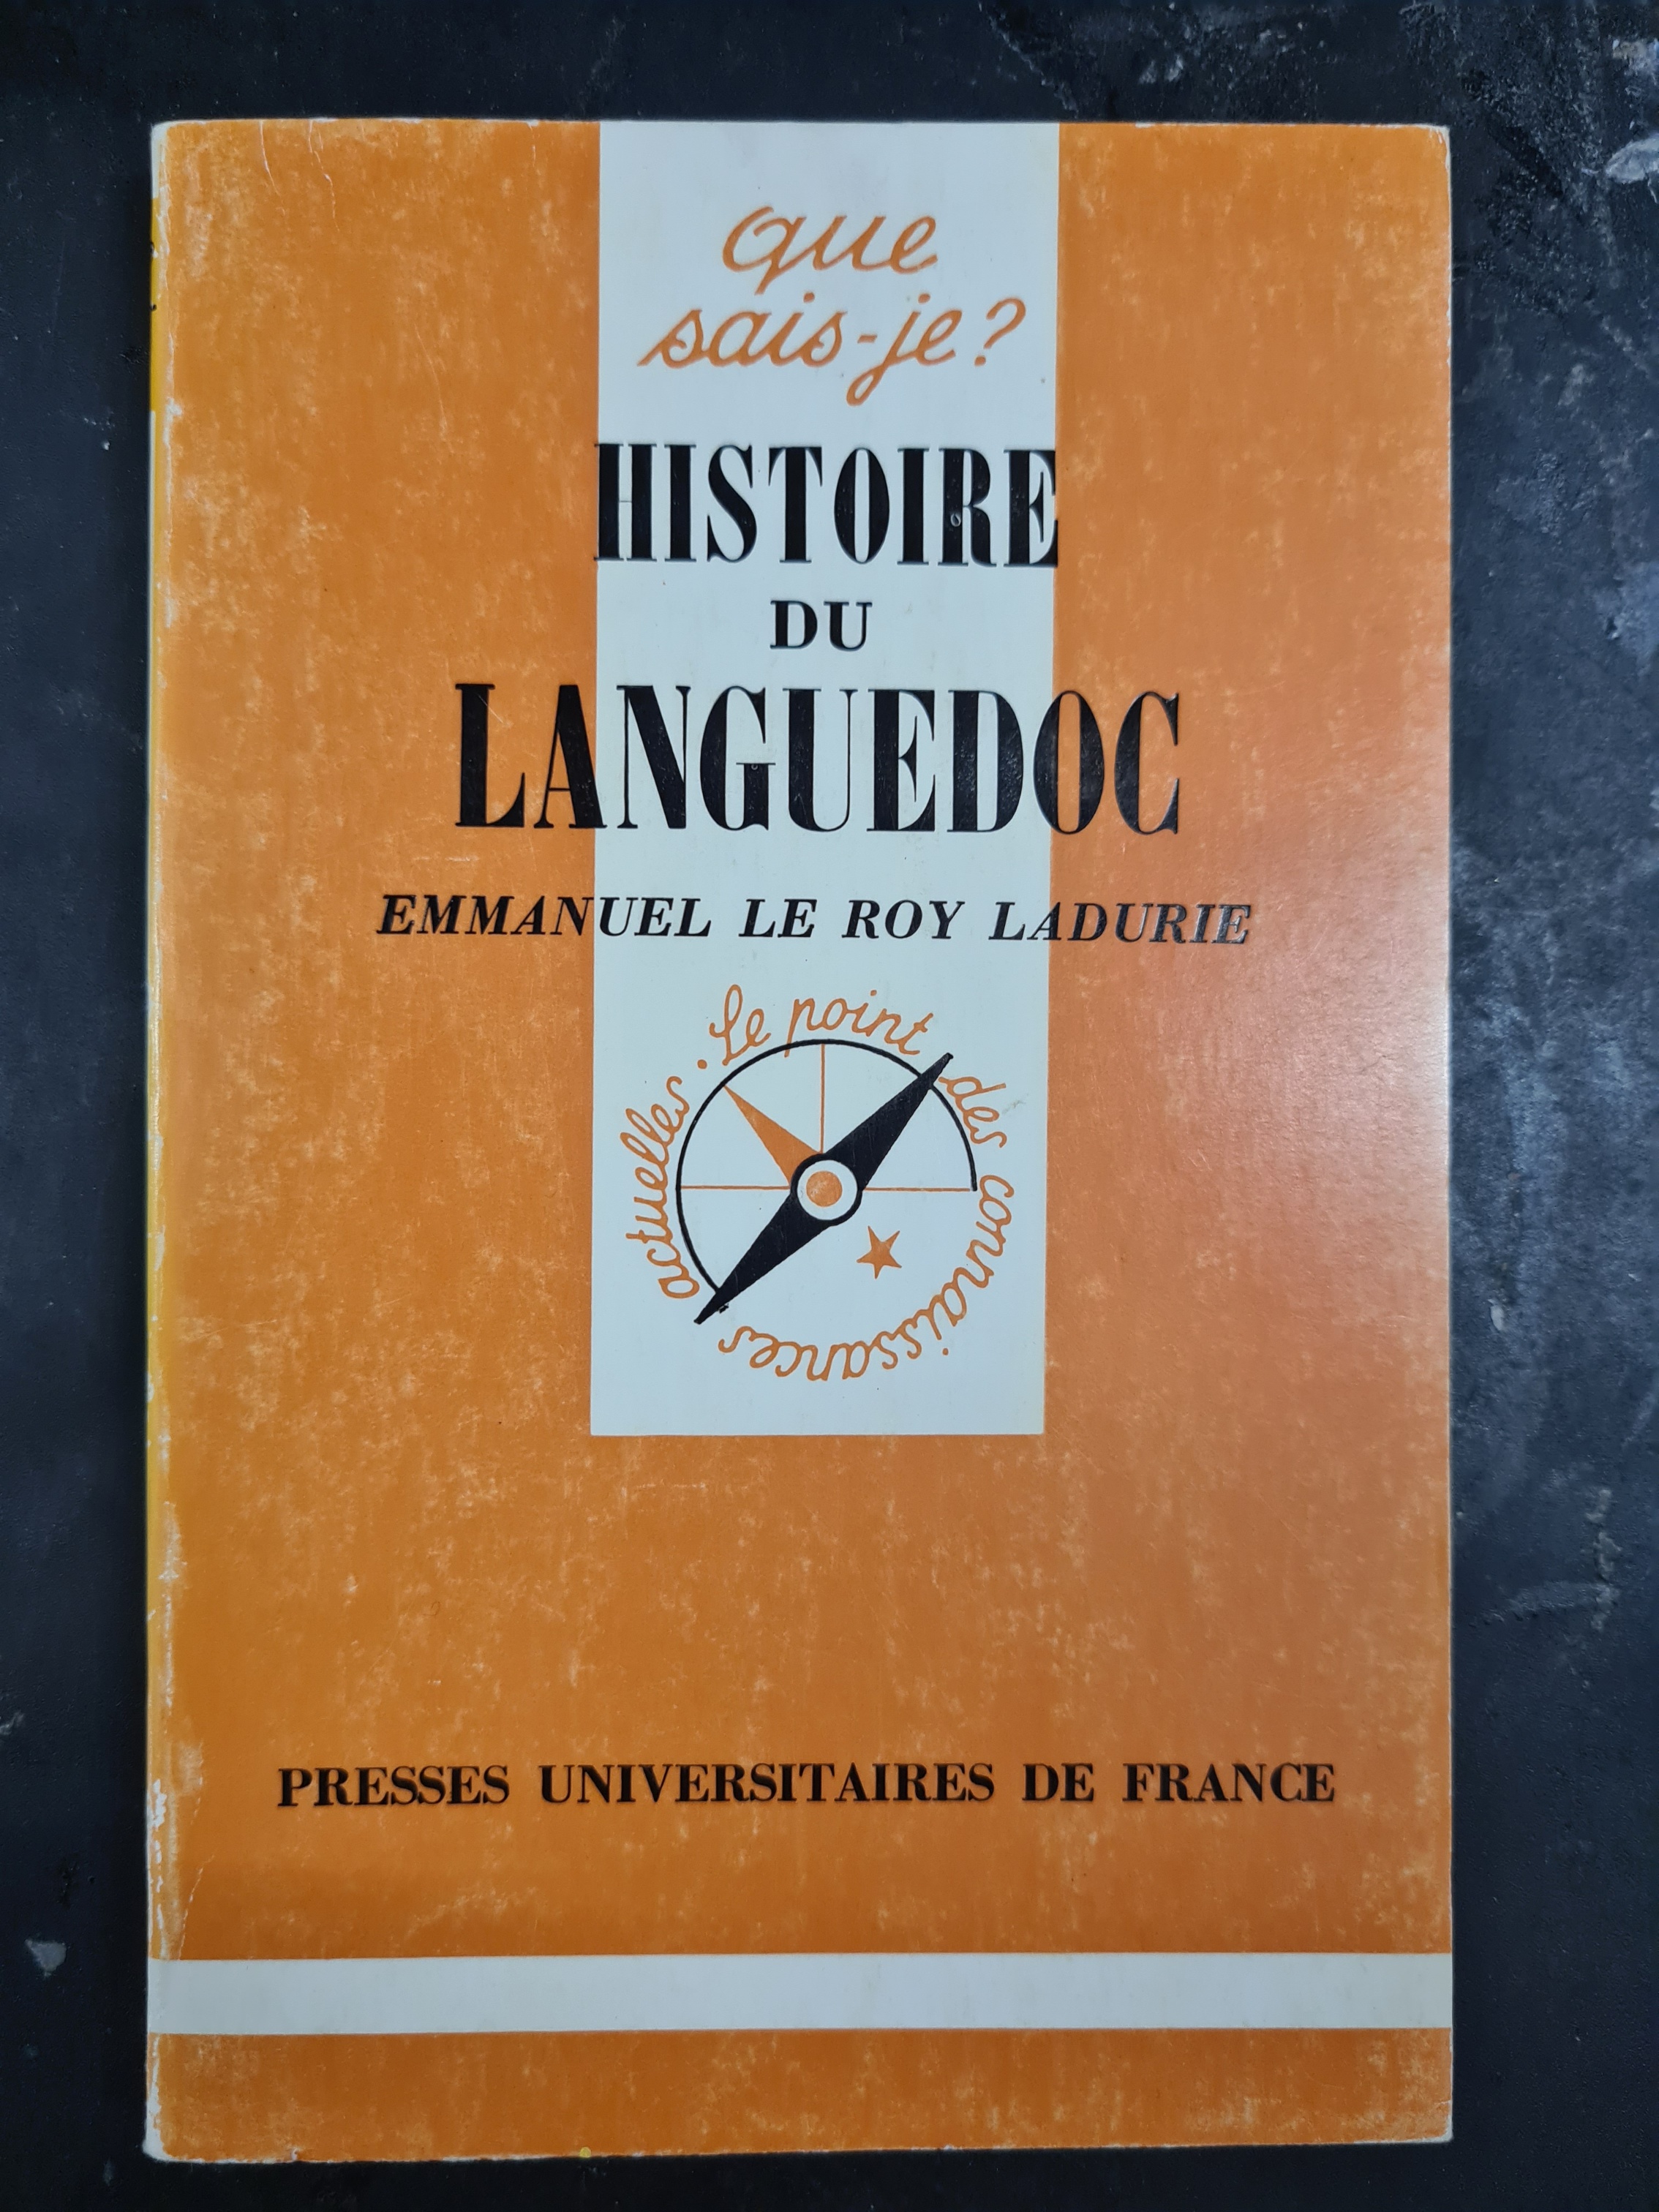 que
sais-je?
HISTOIRE
DU
LANGUEDOC
EMMANUEL LE ROY LADURIE
Le point des connaissances actuelles.
PRESSES UNIVERSITAIRES DE FRANCE